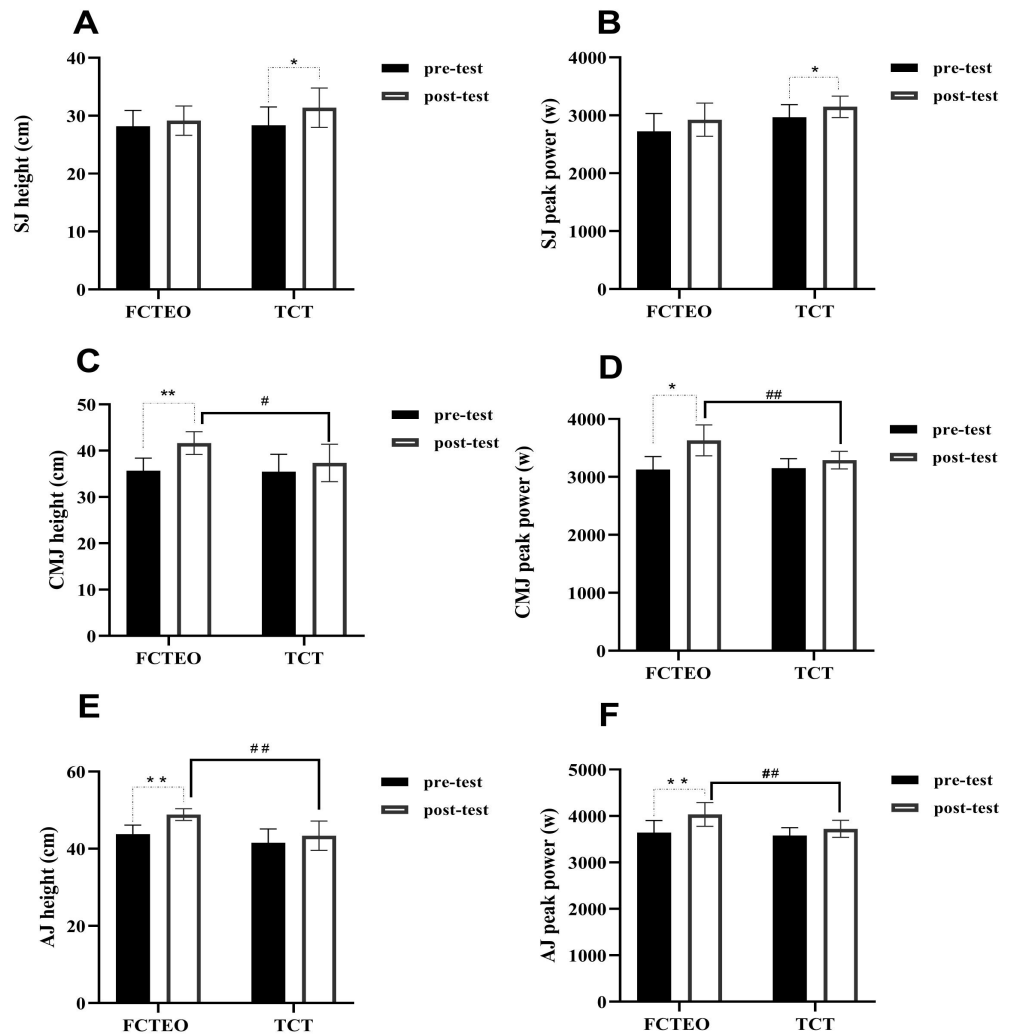 A
SJ height (cm)
40
30
20
10
0
*
FCTEO
TCT
pre-test
post-test
B
SJ peak power (w)
4000
3000
2000
1000
0
*
FCTEO
TCT
pre-test
post-test
C
CMJ height (cm)
50
40
30
20
10
0
**
#
FCTEO
TCT
pre-test
post-test
D
CMJ peak power (w)
4000
3000
2000
1000
0
*
##
FCTEO
TCT
pre-test
post-test
E
AJ height (cm)
60
40
20
0
* *
# #
FCTEO
TCT
pre-test
post-test
F
AJ peak power (w)
5000
4000
3000
2000
1000
0
* *
##
FCTEO
TCT
pre-test
post-test